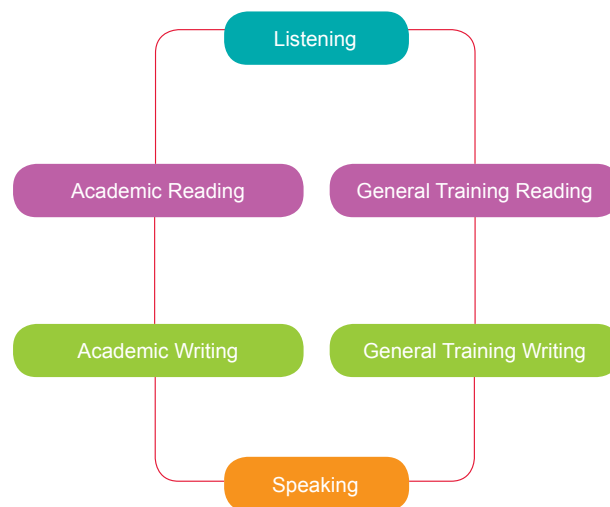 Listening
Academic Reading
General Training Reading
Academic Writing
General Training Writing
Speaking